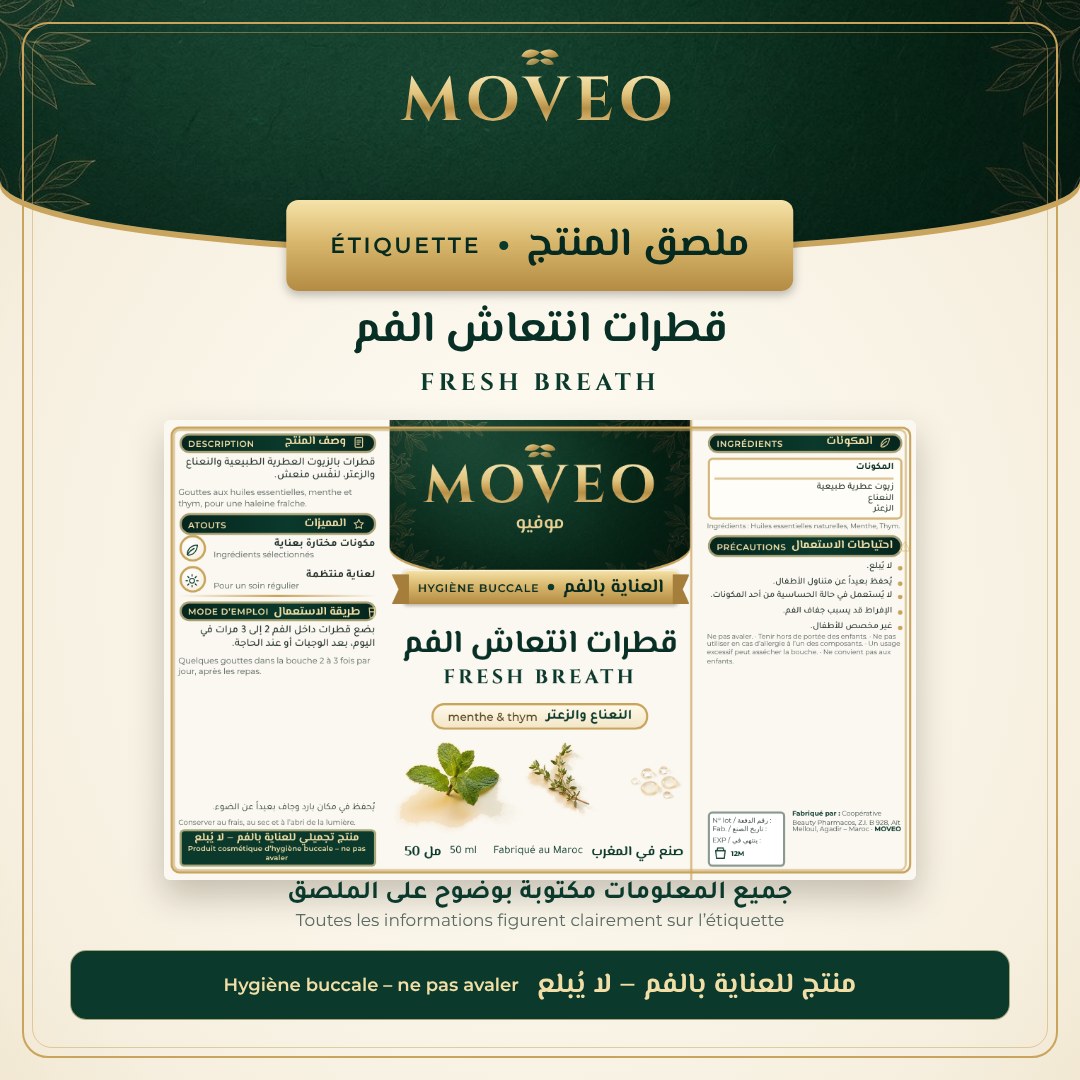 MOVEO
ÉTIQUETTE • ملصق المنتج
قطرات انتعاش الفم
FRESH BREATH
DESCRIPTION وصف المنتج
قطرات بالزيوت العطرية الطبيعية والنعناع
والزعتر، لنفَس منعش.
Gouttes aux huiles essentielles, menthe et
thym, pour une haleine fraîche.
ATOUTS المميزات
مكونات مختارة بعناية
Ingrédients sélectionnés
لعناية منتظمة
Pour un soin régulier
MODE D'EMPLOI طريقة الاستعمال
بضع قطرات داخل الفم 2 إلى 3 مرات في
اليوم، بعد الوجبات أو عند الحاجة.
Quelques gouttes dans la bouche 2 à 3 fois par
jour, après les repas.
يُحفظ في مكان بارد وجاف بعيداً عن الضوء.
Conserver au frais, au sec et à l'abri de la lumière.
منتج تجميلي للعناية بالفم – لا يُبلع
Produit cosmétique d'hygiène buccale – ne pas
avaler
MOVEO
موفيو
HYGIÈNE BUCCALE • العناية بالفم
قطرات انتعاش الفم
FRESH BREATH
menthe & thym النعناع والزعتر
50 مل 50 ml Fabriqué au Maroc صنع في المغرب
INGRÉDIENTS المكونات
المكونات
زيوت عطرية طبيعية
النعناع
الزعتر
Ingrédients : Huiles essentielles naturelles, Menthe, Thym.
PRÉCAUTIONS احتياطات الاستعمال
لا يُبلع.
يُحفظ بعيداً عن متناول الأطفال.
لا يُستعمل في حالة الحساسية من أحد المكونات.
الإفراط قد يسبب جفاف الفم.
غير مخصص للأطفال.
Ne pas avaler. · Tenir hors de portée des enfants. · Ne pas
utiliser en cas d'allergie à l'un des composants. · Un usage
excessif peut assécher la bouche. · Ne convient pas aux
enfants.
N° lot / رقم الدفعة :
Fab. / تاريخ الصنع :
EXP / ينتهي في :
12M
Fabriqué par : Coopérative
Beauty Pharmacos, Z.I. B 928, Ait
Melloul, Agadir – Maroc · MOVEO
جميع المعلومات مكتوبة بوضوح على الملصق
Toutes les informations figurent clairement sur l'étiquette
Hygiène buccale – ne pas avaler منتج للعناية بالفم – لا يُبلع